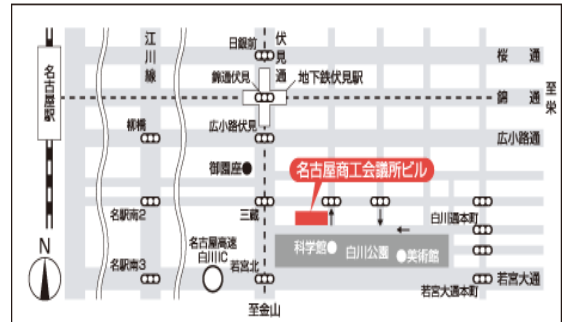 江川線
日銀前
伏見通
桜通
名古屋駅
錦通伏見
地下鉄伏見駅
錦通
至栄
柳橋
広小路伏見
広小路通
御園座
名古屋商工会議所ビル
名駅南2
三蔵
白川通本町
N
名古屋高速
白川IC
科学館
白川公園
美術館
名駅南3
若宮北
若宮大通
若宮大通本町
至金山